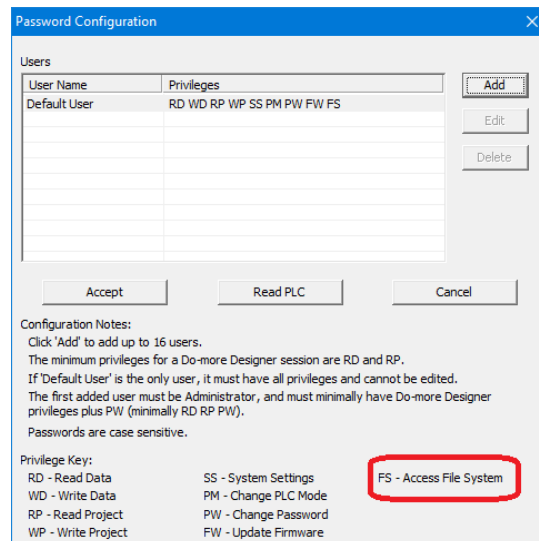 Password Configuration
Users
User Name Privileges
Default User RD WD RP WP SS PM PW FW FS
Add
Edit
Delete
Accept Read PLC Cancel
Configuration Notes:
Click 'Add' to add up to 16 users.
The minimum privileges for a Do-more Designer session are RD and RP.
If 'Default User' is the only user, it must have all privileges and cannot be edited.
The first added user must be Administrator, and must minimally have Do-more Designer
privileges plus PW (minimally RD RP PW).
Passwords are case sensitive.
Privilege Key:
RD - Read Data SS - System Settings FS - Access File System
WD - Write Data PM - Change PLC Mode
RP - Read Project PW - Change Password
WP - Write Project FW - Update Firmware